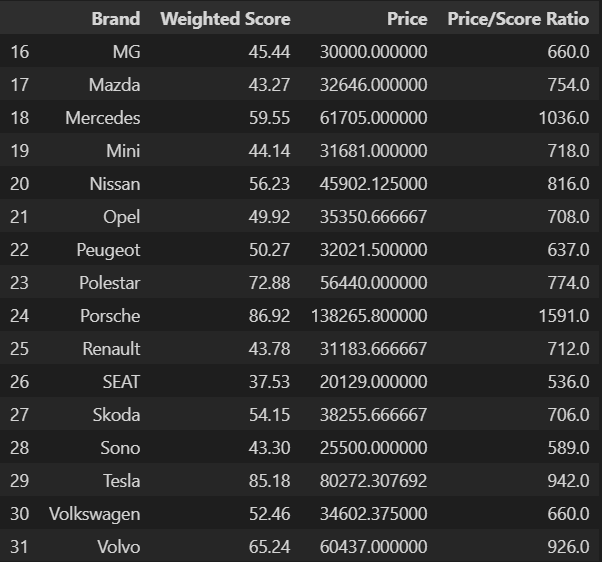 Brand Weighted Score Price Price/Score Ratio
16 MG 45.44 30000.000000 660.0
17 Mazda 43.27 32646.000000 754.0
18 Mercedes 59.55 61705.000000 1036.0
19 Mini 44.14 31681.000000 718.0
20 Nissan 56.23 45902.125000 816.0
21 Opel 49.92 35350.666667 708.0
22 Peugeot 50.27 32021.500000 637.0
23 Polestar 72.88 56440.000000 774.0
24 Porsche 86.92 138265.800000 1591.0
25 Renault 43.78 31183.666667 712.0
26 SEAT 37.53 20129.000000 536.0
27 Skoda 54.15 38255.666667 706.0
28 Sono 43.30 25500.000000 589.0
29 Tesla 85.18 80272.307692 942.0
30 Volkswagen 52.46 34602.375000 660.0
31 Volvo 65.24 60437.000000 926.0